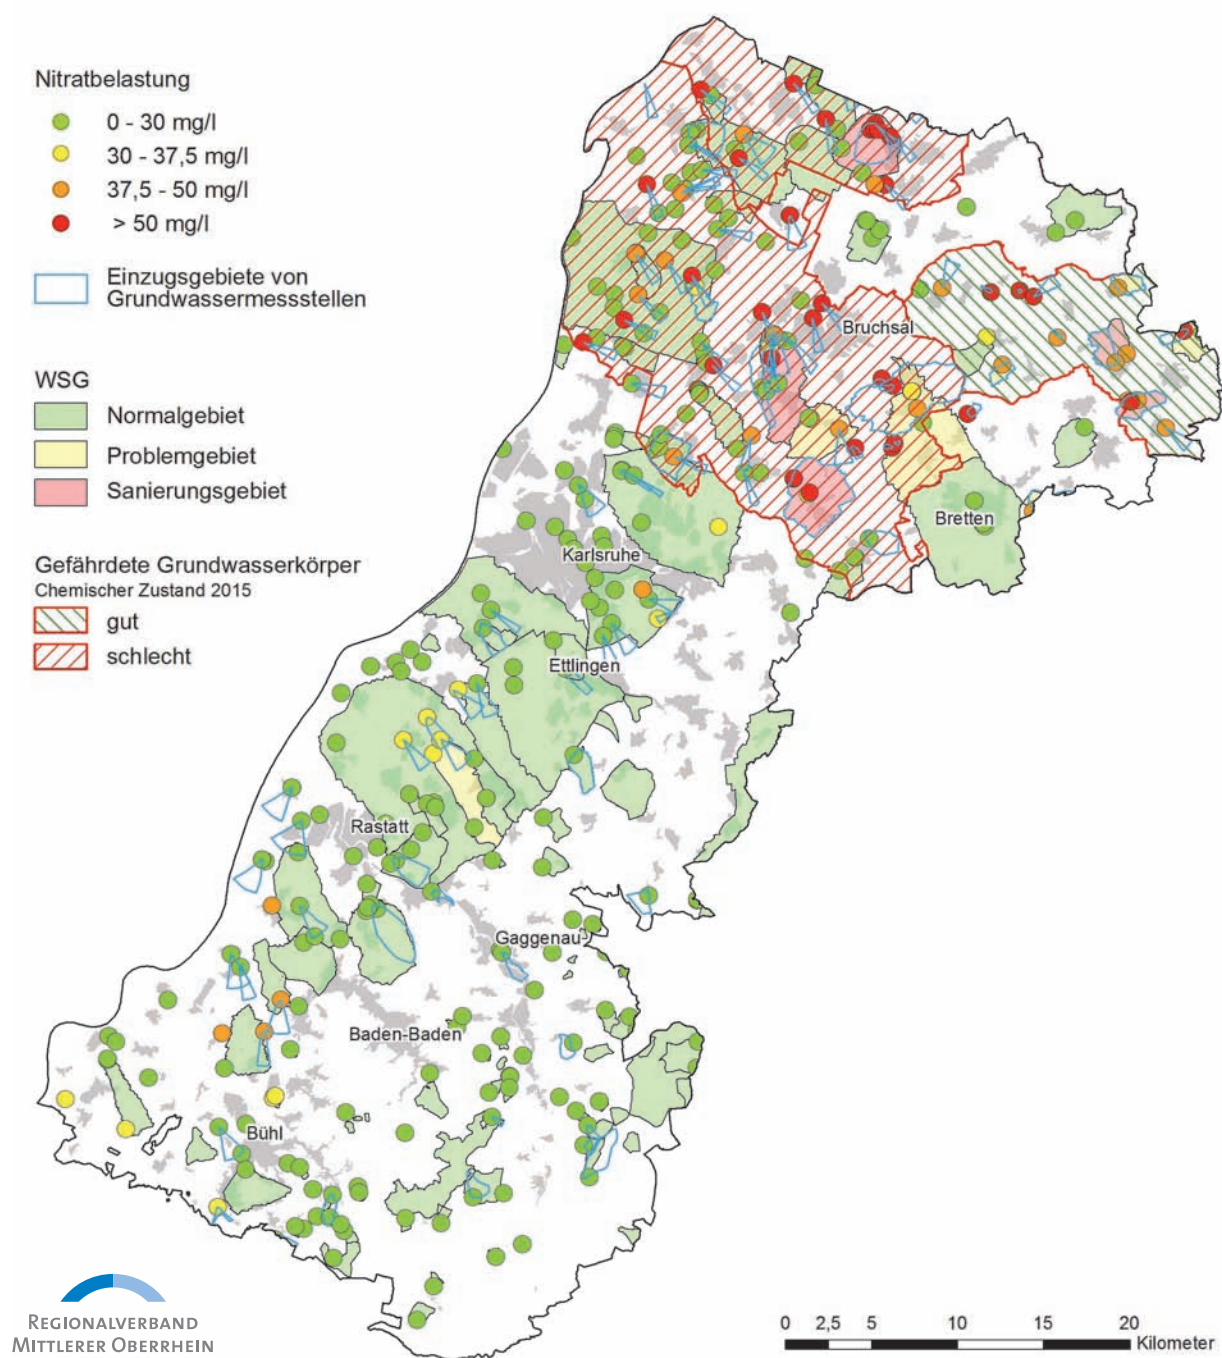 Nitratbelastung
0 - 30 mg/l
30 - 37,5 mg/l
37,5 - 50 mg/l
> 50 mg/l
Einzugsgebiete von
Grundwassermessstellen
WSG
Normalgebiet
Problemgebiet
Sanierungsgebiet
Gefährdete Grundwasserkörper
Chemischer Zustand 2015
gut
schlecht
Bruchsal
Bretten
Karlsruhe
Ettlingen
Rastatt
Gaggenau
Baden-Baden
Bühl
REGIONALVERBAND
MITTLERER OBERRHEIN
0 2,5 5 10 15 20
Kilometer